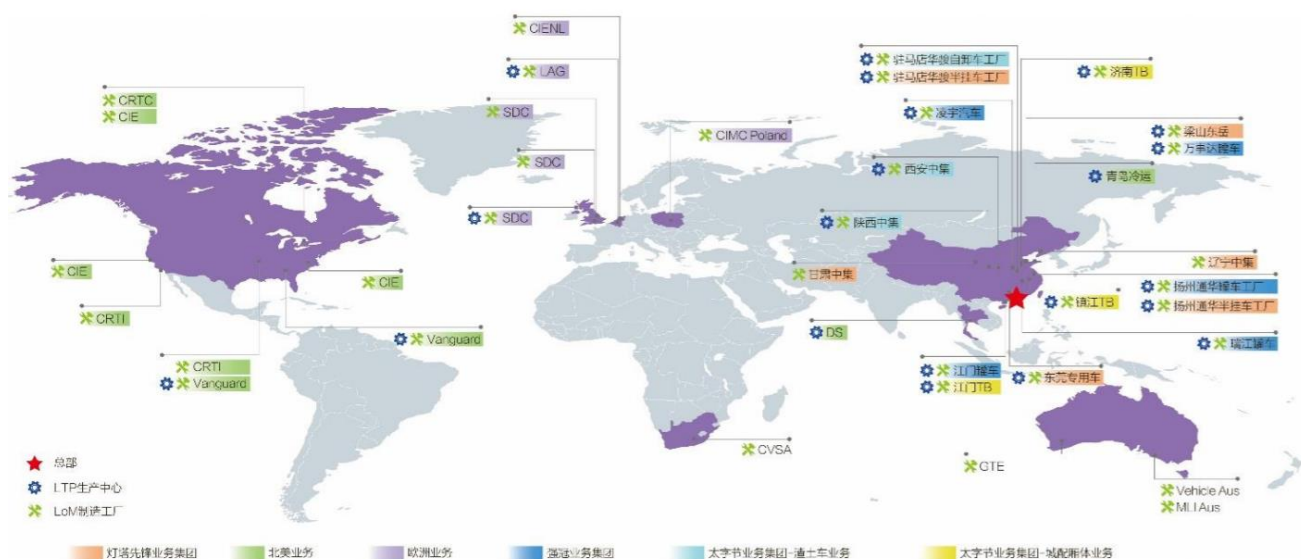 CIENL
LAG
SDC
SDC
SDC
CIMC Poland
CRTC
CIE
CIE
CRTI
CIE
CRTI
Vanguard
Vanguard
驻马店华骏自卸车工厂
驻马店华骏半挂车工厂
济南TB
凌宇汽车
梁山东岳
万事达罐车
西安中集
青岛冷运
陕西中集
甘肃中集
辽宁中集
扬州通华罐车工厂
扬州通华半挂车工厂
镇江TB
DS
瑞江罐车
江门罐车
江门TB
东莞专用车
CVSA
GTE
Vehicle Aus
MLI Aus
总部
LTP生产中心
LoM制造工厂
灯塔先锋业务集团
北美业务
欧洲业务
强冠业务集团
太字节业务集团-渣土车业务
太字节业务集团-城配厢体业务